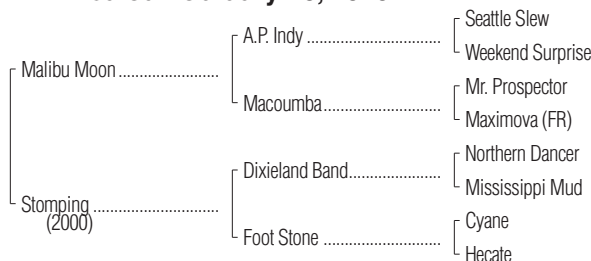 Seattle Slew
A.P. Indy
Weekend Surprise
Malibu Moon
Mr. Prospector
Macoumba
Maximova (FR)
Northern Dancer
Dixieland Band
Mississippi Mud
Stomping
(2000)
Cyane
Foot Stone
Hecate